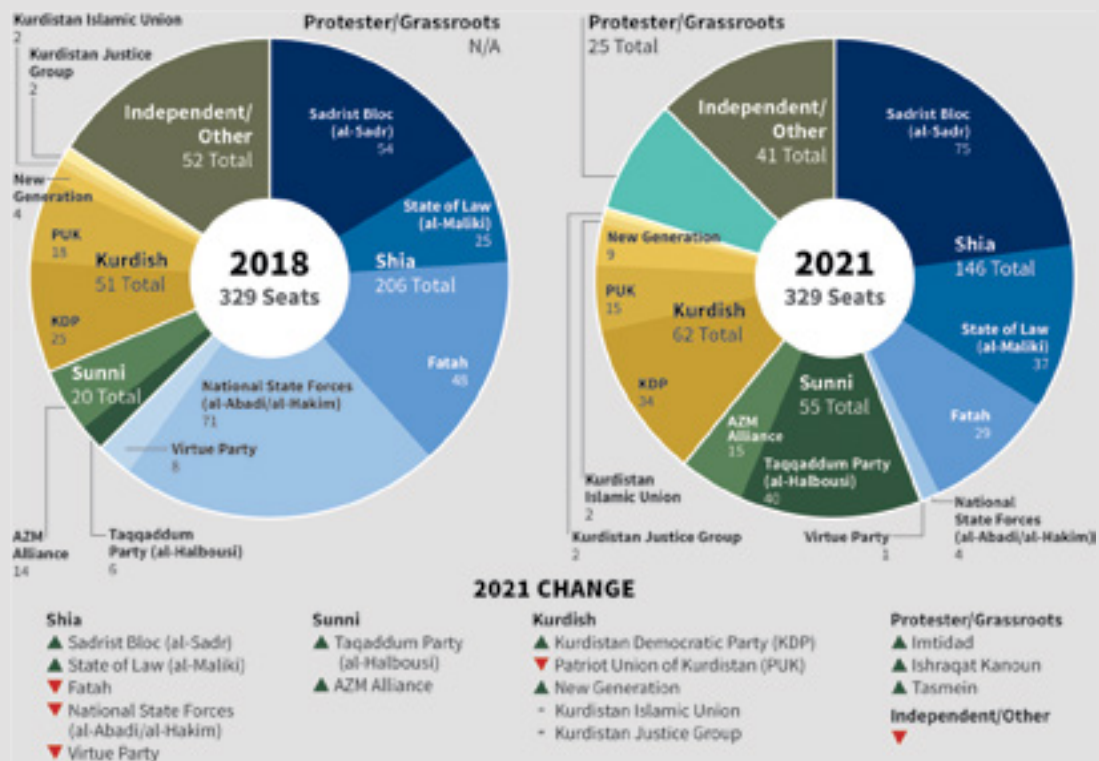 Kurdistan Islamic Union
2
Kurdistan Justice
Group
2
Protester/Grassroots
N/A
Independent/
Other
52 Total
Sadrist Bloc
(al-Sadr)
54
New
Generation
4
State of Law
(al-Maliki)
25
PUK
18
Kurdish
51 Total
2018
329 Seats
Shia
206 Total
KDP
25
Sunni
20 Total
Fatah
48
National State Forces
(al-Abadi/al-Hakim)
71
Virtue Party
8
AZM
Alliance
14
Taqqaddum
Party (al-Halbousi)
6
Protester/Grassroots
25 Total
Independent/
Other
41 Total
Sadrist Bloc
(al-Sadr)
75
New Generation
9
2021
329 Seats
Shia
146 Total
PUK
15
Kurdish
62 Total
State of Law
(al-Maliki)
37
KDP
34
Sunni
55 Total
Fatah
29
AZM
Alliance
15
Taqqaddum Party
(al-Halbousi)
40
Kurdistan
Islamic Union
2
Kurdistan Justice Group
2
Virtue Party
1
National
State Forces
(al-Abadi/al-Hakim))
4
2021 CHANGE
Shia
▲ Sadrist Bloc (al-Sadr)
▲ State of Law (al-Maliki)
▼ Fatah
▼ National State Forces
(al-Abadi/al-Hakim)
▼ Virtue Party
Sunni
▲ Taqaddum Party
(al-Halbousi)
▲ AZM Alliance
Kurdish
▲ Kurdistan Democratic Party (KDP)
▼ Patriot Union of Kurdistan (PUK)
▲ New Generation
- Kurdistan Islamic Union
- Kurdistan Justice Group
Protester/Grassroots
▲ Imtidad
▲ Ishraqat Kanoun
▲ Tasmein
Independent/Other
▼